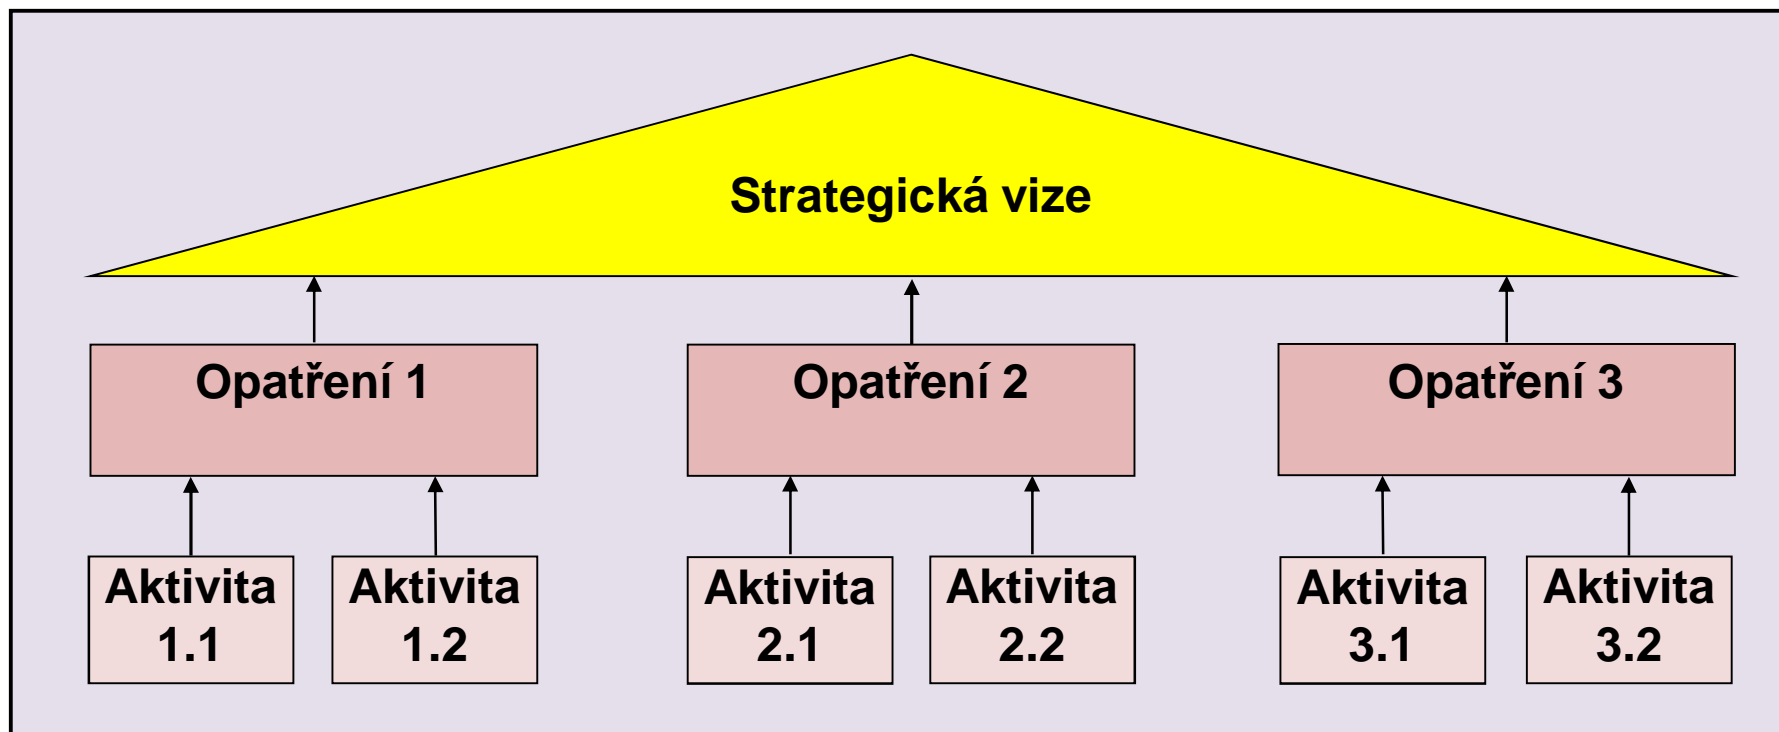 Strategická vize
Opatření 1
Opatření 2
Opatření 3
Aktivita
1.1
Aktivita
1.2
Aktivita
2.1
Aktivita
2.2
Aktivita
3.1
Aktivita
3.2